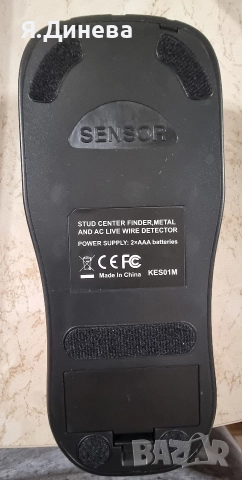 Я.Динева
SENSOR
STUD CENTER FINDER,METAL
AND AC LIVE WIRE DETECTOR
POWER SUPPLY: 2×AAA batteries
CE FC
Made In China KES01M
BAZAR